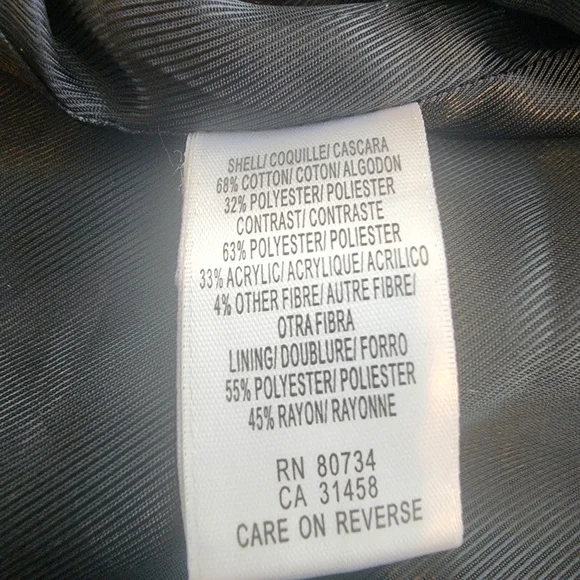 SHELL/ COQUILLE/ CASCARA
68% COTTON/ COTON/ ALGODON
32% POLYESTER/ POLIESTER
CONTRAST/ CONTRASTE
63% POLYESTER/ POLIESTER
33% ACRYLIC/ ACRYLIQUE/ ACRILICO
4% OTHER FIBRE/ AUTRE FIBRE/
OTRA FIBRA
LINING/ DOUBLURE/ FORRO
55% POLYESTER/ POLIESTER
45% RAYON/ RAYONNE
RN 80734
CA 31458
CARE ON REVERSE